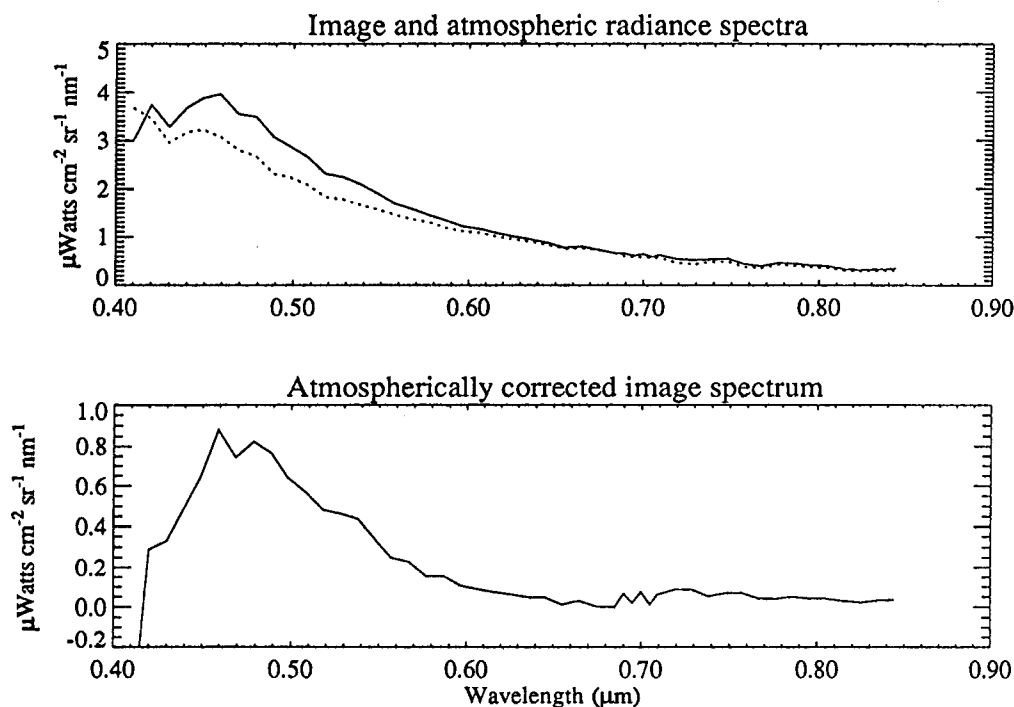 Image and atmospheric radiance spectra
5
4
3
2
1
0
µWatts cm-2 sr-1 nm-1
0.40 0.50 0.60 0.70 0.80 0.90
Atmospherically corrected image spectrum
1.0
0.8
0.6
0.4
0.2
0.0
-0.2
µWatts cm-2 sr-1 nm-1
0.40 0.50 0.60 0.70 0.80 0.90
Wavelength (µm)